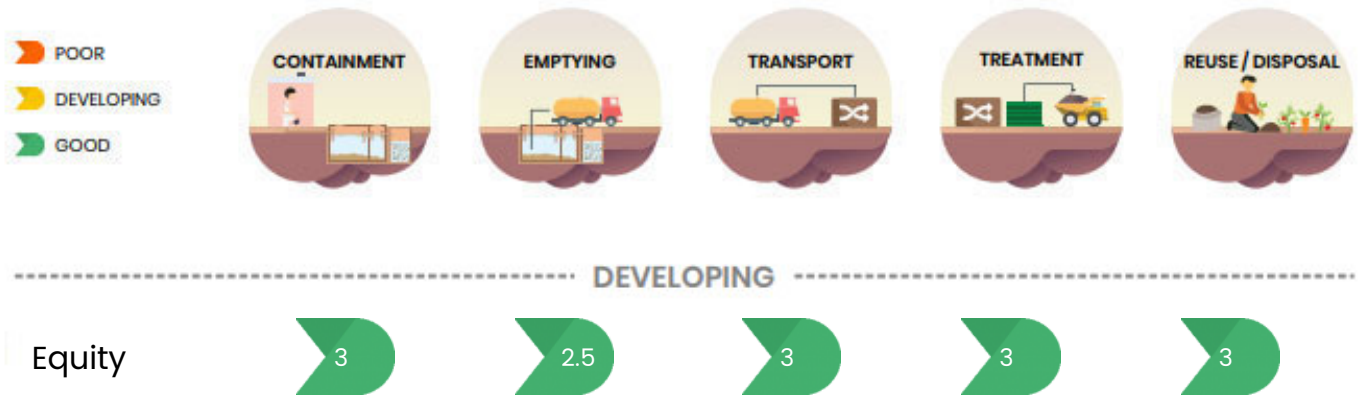 POOR
DEVELOPING
GOOD
CONTAINMENT
EMPTYING
TRANSPORT
TREATMENT
REUSE / DISPOSAL
DEVELOPING
Equity 3 2.5 3 3 3